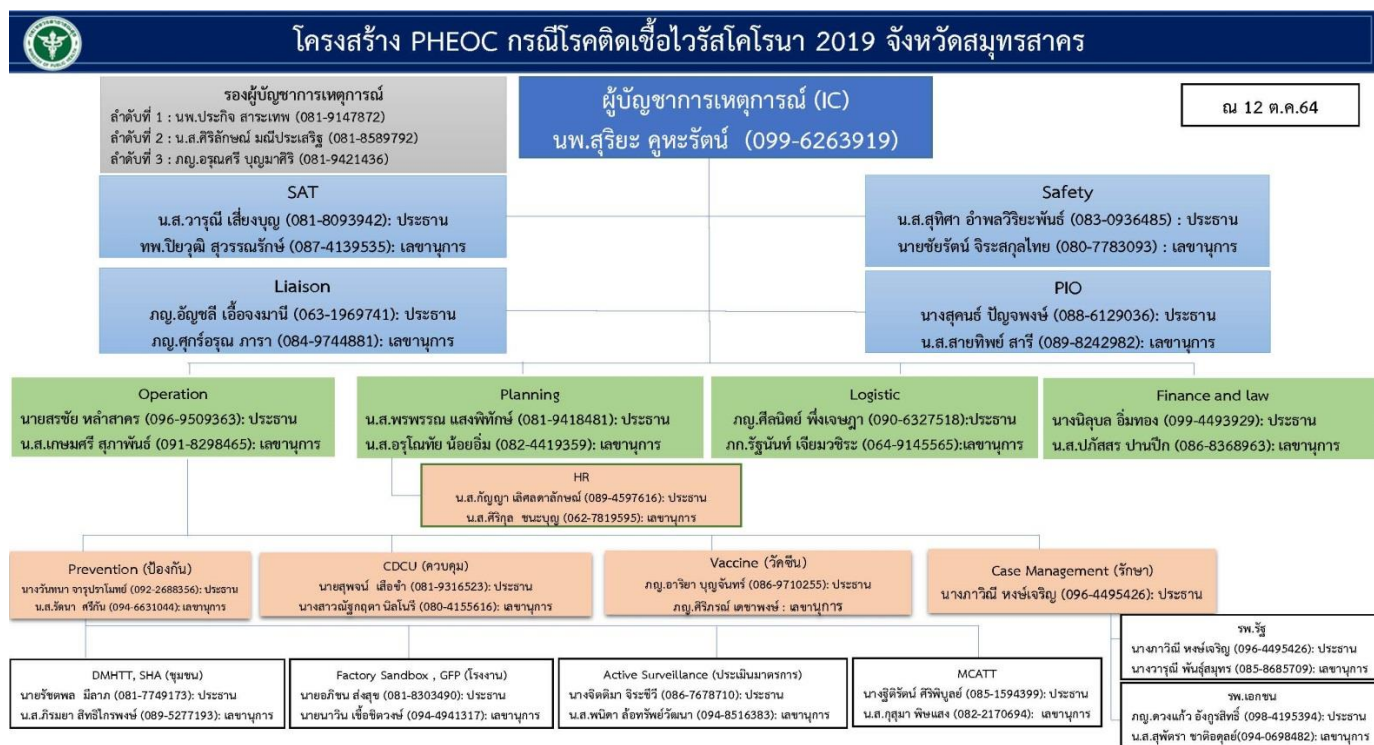 โครงสร้าง PHEOC กรณีโรคติดเชื้อไวรัสโคโรนา 2019 จังหวัดสมุทรสาคร
รองผู้บัญชาการเหตุการณ์
ลำดับที่ 1 : นพ.ประกิจ สาระเทพ (081-9147872)
ลำดับที่ 2 : น.ส.ศิริลักษณ์ มณีประเสริฐ (081-8589792)
ลำดับที่ 3 : ภญ.อรุณศรี บุญมาศิริ (081-9421436)
ผู้บัญชาการเหตุการณ์ (IC)
นพ.สุริยะ คูหะรัตน์ (099-6263919)
ณ 12 ต.ค.64
SAT
น.ส.วารุณี เสี่ยงบุญ (081-8093942): ประธาน
ทพ.ปิยวุฒิ สุวรรณรักษ์ (087-4139535): เลขานุการ
Safety
น.ส.สุทิศา อำพลวิริยะพันธ์ (083-0936485) : ประธาน
นายชัยรัตน์ จิระสกุลไทย (080-7783093) : เลขานุการ
Liaison
ภญ.อัญชลี เอื้อจงมานี (063-1969741): ประธาน
ภญ.ศุกร์อรุณ ภารา (084-9744881): เลขานุการ
PIO
นางสุคนธ์ ปัญจพงษ์ (088-6129036): ประธาน
น.ส.สายทิพย์ สารี (089-8242982): เลขานุการ
Operation
นายสรชัย หลำสาคร (096-9509363): ประธาน
น.ส.เกษมศรี สุภาพันธ์ (091-8298465): เลขานุการ
Planning
น.ส.พรพรรณ แสงพิทักษ์ (081-9418481): ประธาน
น.ส.อรุโณทัย น้อยอิ่ม (082-4419359): เลขานุการ
Logistic
ภญ.ศีลนิตย์ พึ่งเจษฎา (090-6327518):ประธาน
ภก.รัฐนันท์ เจียมวชิระ (064-9145565):เลขานุการ
Finance and law
นางนิลุบล อิ่มทอง (099-4493929): ประธาน
น.ส.ปภัสสร ปานปึก (086-8368963): เลขานุการ
HR
น.ส.กัญญา เลิศลดาลักษณ์ (089-4597616): ประธาน
น.ส.ศิริกุล ชนะบุญ (062-7819595): เลขานุการ
Prevention (ป้องกัน)
นางวันทนา จารุปราโมทย์ (092-2688356): ประธาน
น.ส.รัตนา ศรีกัน (094-6631044): เลขานุการ
CDCU (ควบคุม)
นายสุพจน์ เสือขำ (081-9316523): ประธาน
นางสาวณัฐกฤตา นิลโนรี (080-4155616): เลขานุการ
Vaccine (วัคซีน)
ภญ.อาริยา บุญจันทร์ (086-9710255): ประธาน
ภญ.ศิริภรณ์ เดชาพงษ์ : เลขานุการ
Case Management (รักษา)
นางภาวิณี หงษ์เจริญ (096-4495426): ประธาน
DMHTT, SHA (ชุมชน)
นายรัชตพล มีลาภ (081-7749173): ประธาน
น.ส.ภิรมยา สิทธิไกรพงษ์ (089-5277193): เลขานุการ
Factory Sandbox , GFP (โรงงาน)
นายอภิชน ส่งสุข (081-8303490): ประธาน
นายนาวิน เชื้อชิตวงษ์ (094-4941317): เลขานุการ
Active Surveillance (ประเมินมาตรการ)
นางจิตติมา จิระชีวี (086-7678710): ประธาน
น.ส.พนิดา ล้อทรัพย์วัฒนา (094-8516383): เลขานุการ
MCATT
นางฐิติรัตน์ ศิริพิบูลย์ (085-1594399): ประธาน
น.ส.กุสุมา พิษแสง (082-2170694): เลขานุการ
รพ.รัฐ
นางภาวิณี หงษ์เจริญ (096-4495426): ประธาน
นางวารุณี พันธุ์สมุทร (085-8685709): เลขานุการ
รพ.เอกชน
ภญ.ดวงแก้ว อังกูรสิทธิ์ (098-4195394): ประธาน
น.ส.สุพัตรา ชาติอดุลย์(094-0698482): เลขานุการ